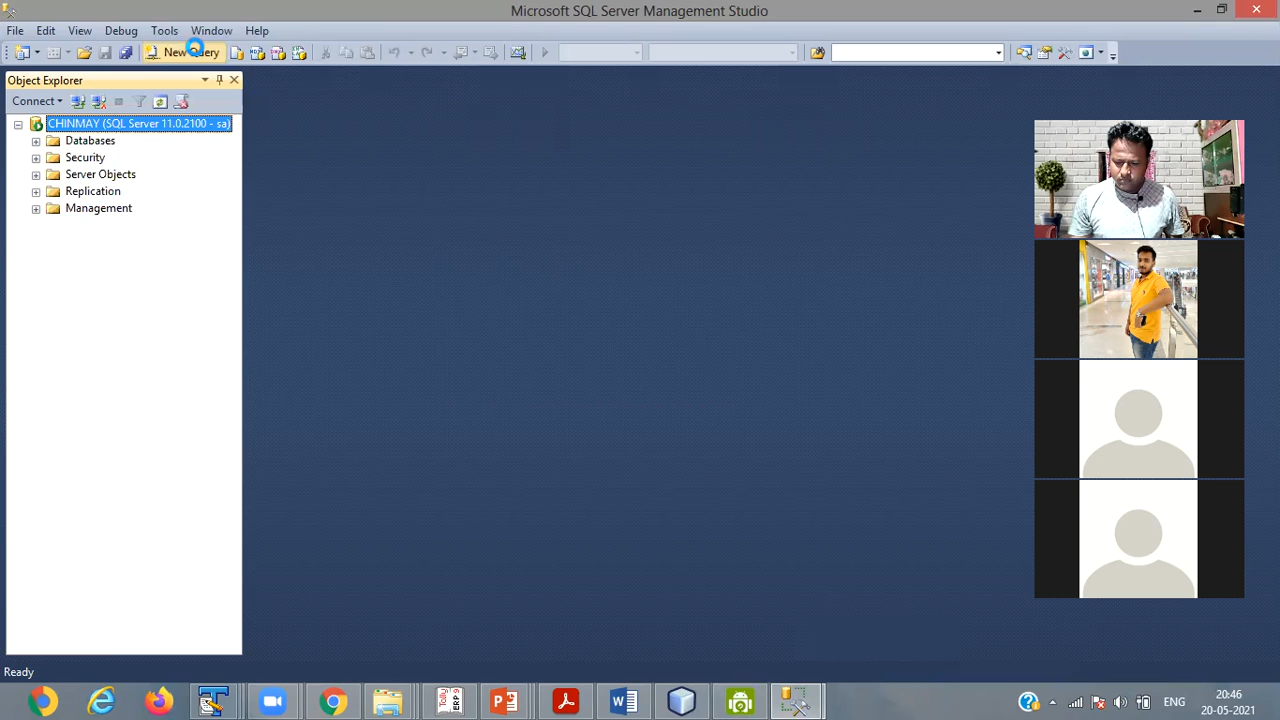 Microsoft SQL Server Management Studio
File Edit View Debug Tools Window Help
New Query
Object Explorer
Connect
CHINMAY (SQL Server 11.0.2100 - sa)
Databases
Security
Server Objects
Replication
Management
Ready
ENG
20:46
20-05-2021